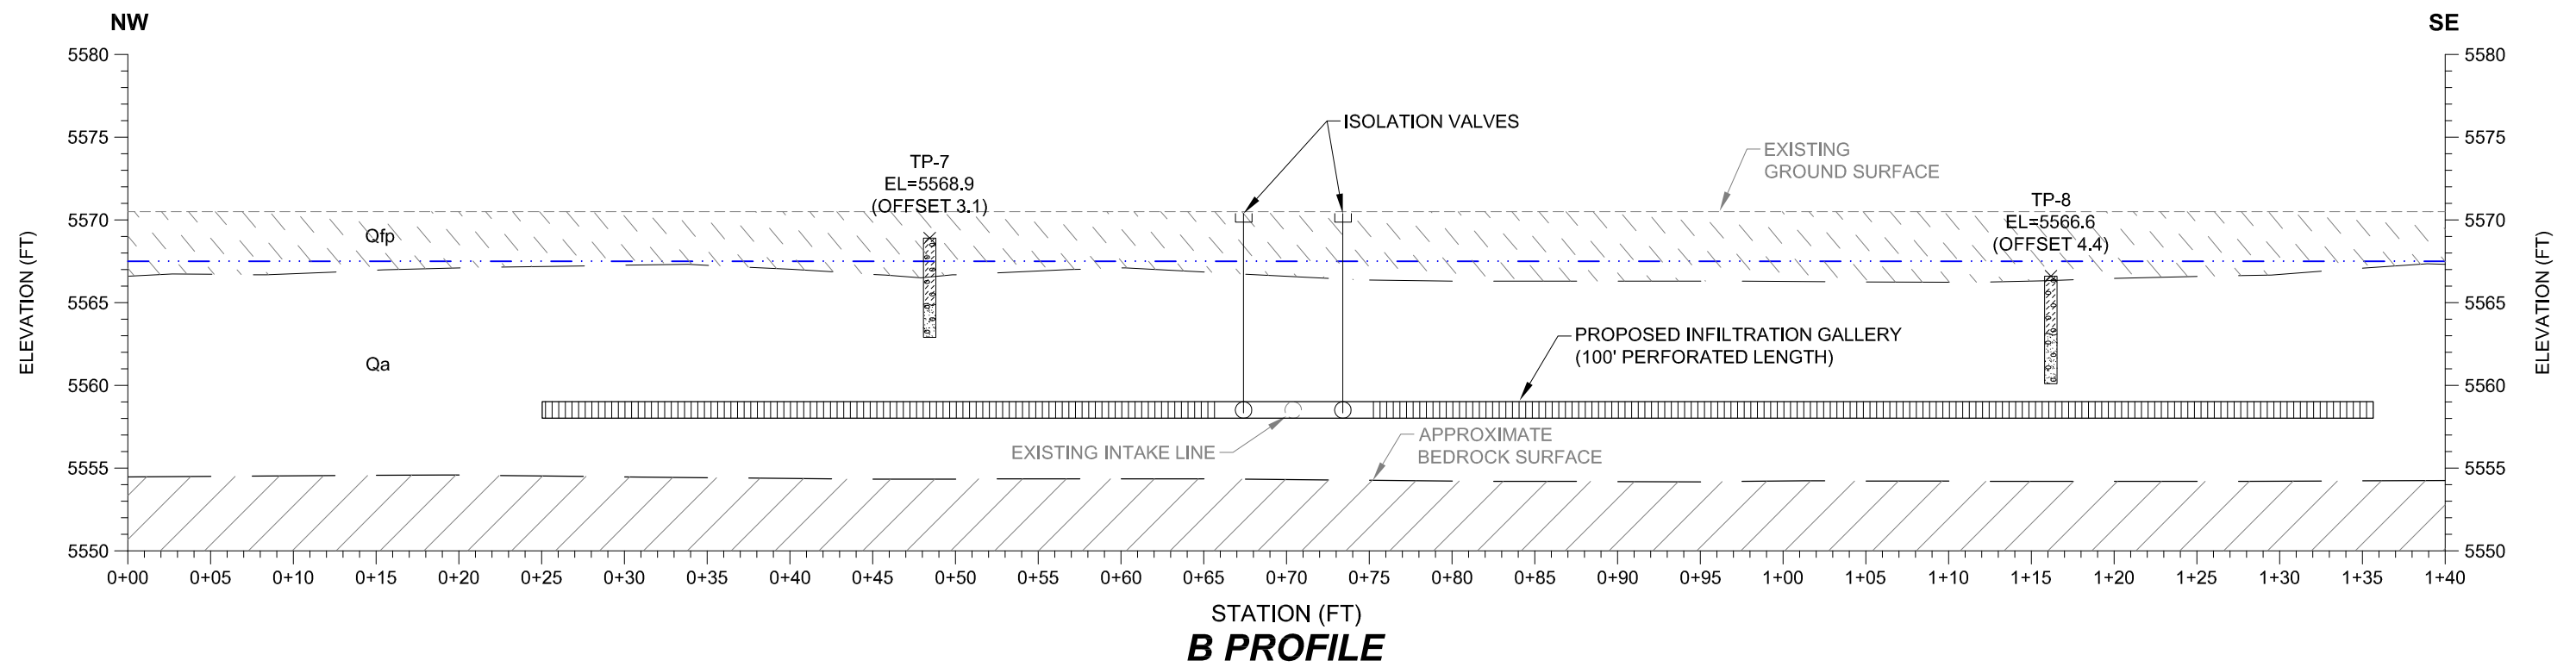 NW
SE
5580
5580
ISOLATION VALVES
5575
5575
EXISTING
GROUND SURFACE
TP-7
EL=5568.9
(OFFSET 3.1)
TP-8
EL=5566.6
(OFFSET 4.4)
5570
5570
Qfp
ELEVATION (FT)
ELEVATION (FT)
5565
5565
PROPOSED INFILTRATION GALLERY
(100' PERFORATED LENGTH)
Qa
5560
5560
EXISTING INTAKE LINE
APPROXIMATE
BEDROCK SURFACE
5555
5555
5550
5550
0+00 0+05 0+10 0+15 0+20 0+25 0+30 0+35 0+40 0+45 0+50 0+55 0+60 0+65 0+70 0+75 0+80 0+85 0+90 0+95 1+00 1+05 1+10 1+15 1+20 1+25 1+30 1+35 1+40
STATION (FT)
B PROFILE